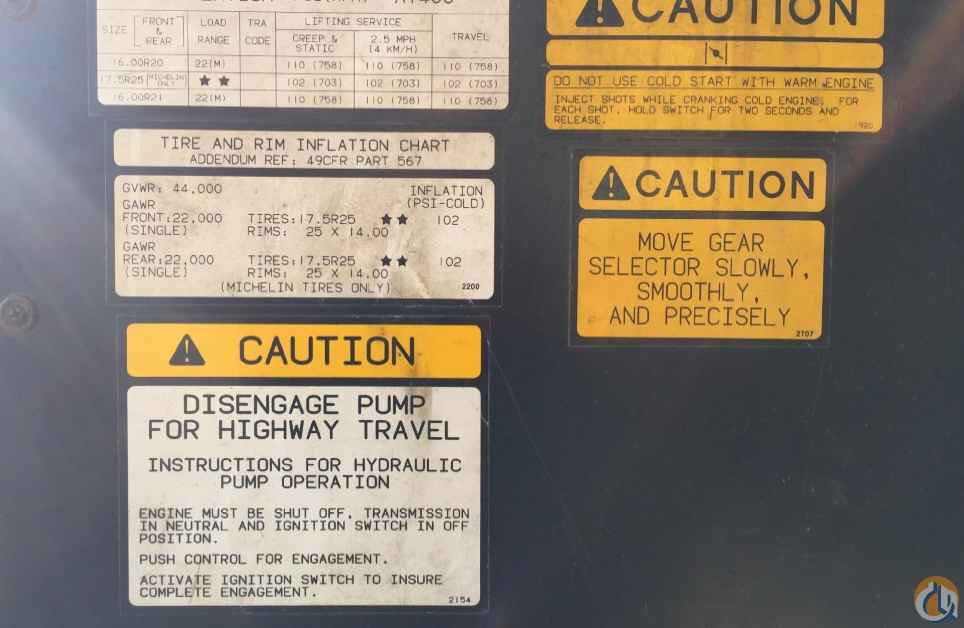 SIZE [FRONT & REAR] LOAD RANGE TRA CODE LIFTING SERVICE TRAVEL
CREEP & STATIC 2.5 MPH (4 KM/H)
16.00R20 22(M) 110 (758) 110 (758) 110 (758)
17.5R25 [MICHELIN ONLY] ★ ★ 102 (703) 102 (703) 102 (703)
16.00R21 22(M) 110 (758) 110 (758) 110 (758)
TIRE AND RIM INFLATION CHART
ADDENDUM REF: 49CFR PART 567
GVWR: 44,000 INFLATION
GAWR (PSI-COLD)
FRONT:22,000 TIRES:17.5R25 ★★ 102
(SINGLE) RIMS: 25 X 14.00
GAWR
REAR:22,000 TIRES:17.5R25 ★★ 102
(SINGLE) RIMS: 25 X 14.00
(MICHELIN TIRES ONLY) 2200
CAUTION
DISENGAGE PUMP
FOR HIGHWAY TRAVEL
INSTRUCTIONS FOR HYDRAULIC
PUMP OPERATION
ENGINE MUST BE SHUT OFF, TRANSMISSION
IN NEUTRAL AND IGNITION SWITCH IN OFF
POSITION.
PUSH CONTROL FOR ENGAGEMENT.
ACTIVATE IGNITION SWITCH TO INSURE
COMPLETE ENGAGEMENT.
2154
CAUTION
DO NOT USE COLD START WITH WARM ENGINE
INJECT SHOTS WHILE CRANKING COLD ENGINE. FOR
EACH SHOT, HOLD SWITCH FOR TWO SECONDS AND
RELEASE.
1920
CAUTION
MOVE GEAR
SELECTOR SLOWLY,
SMOOTHLY,
AND PRECISELY
2707